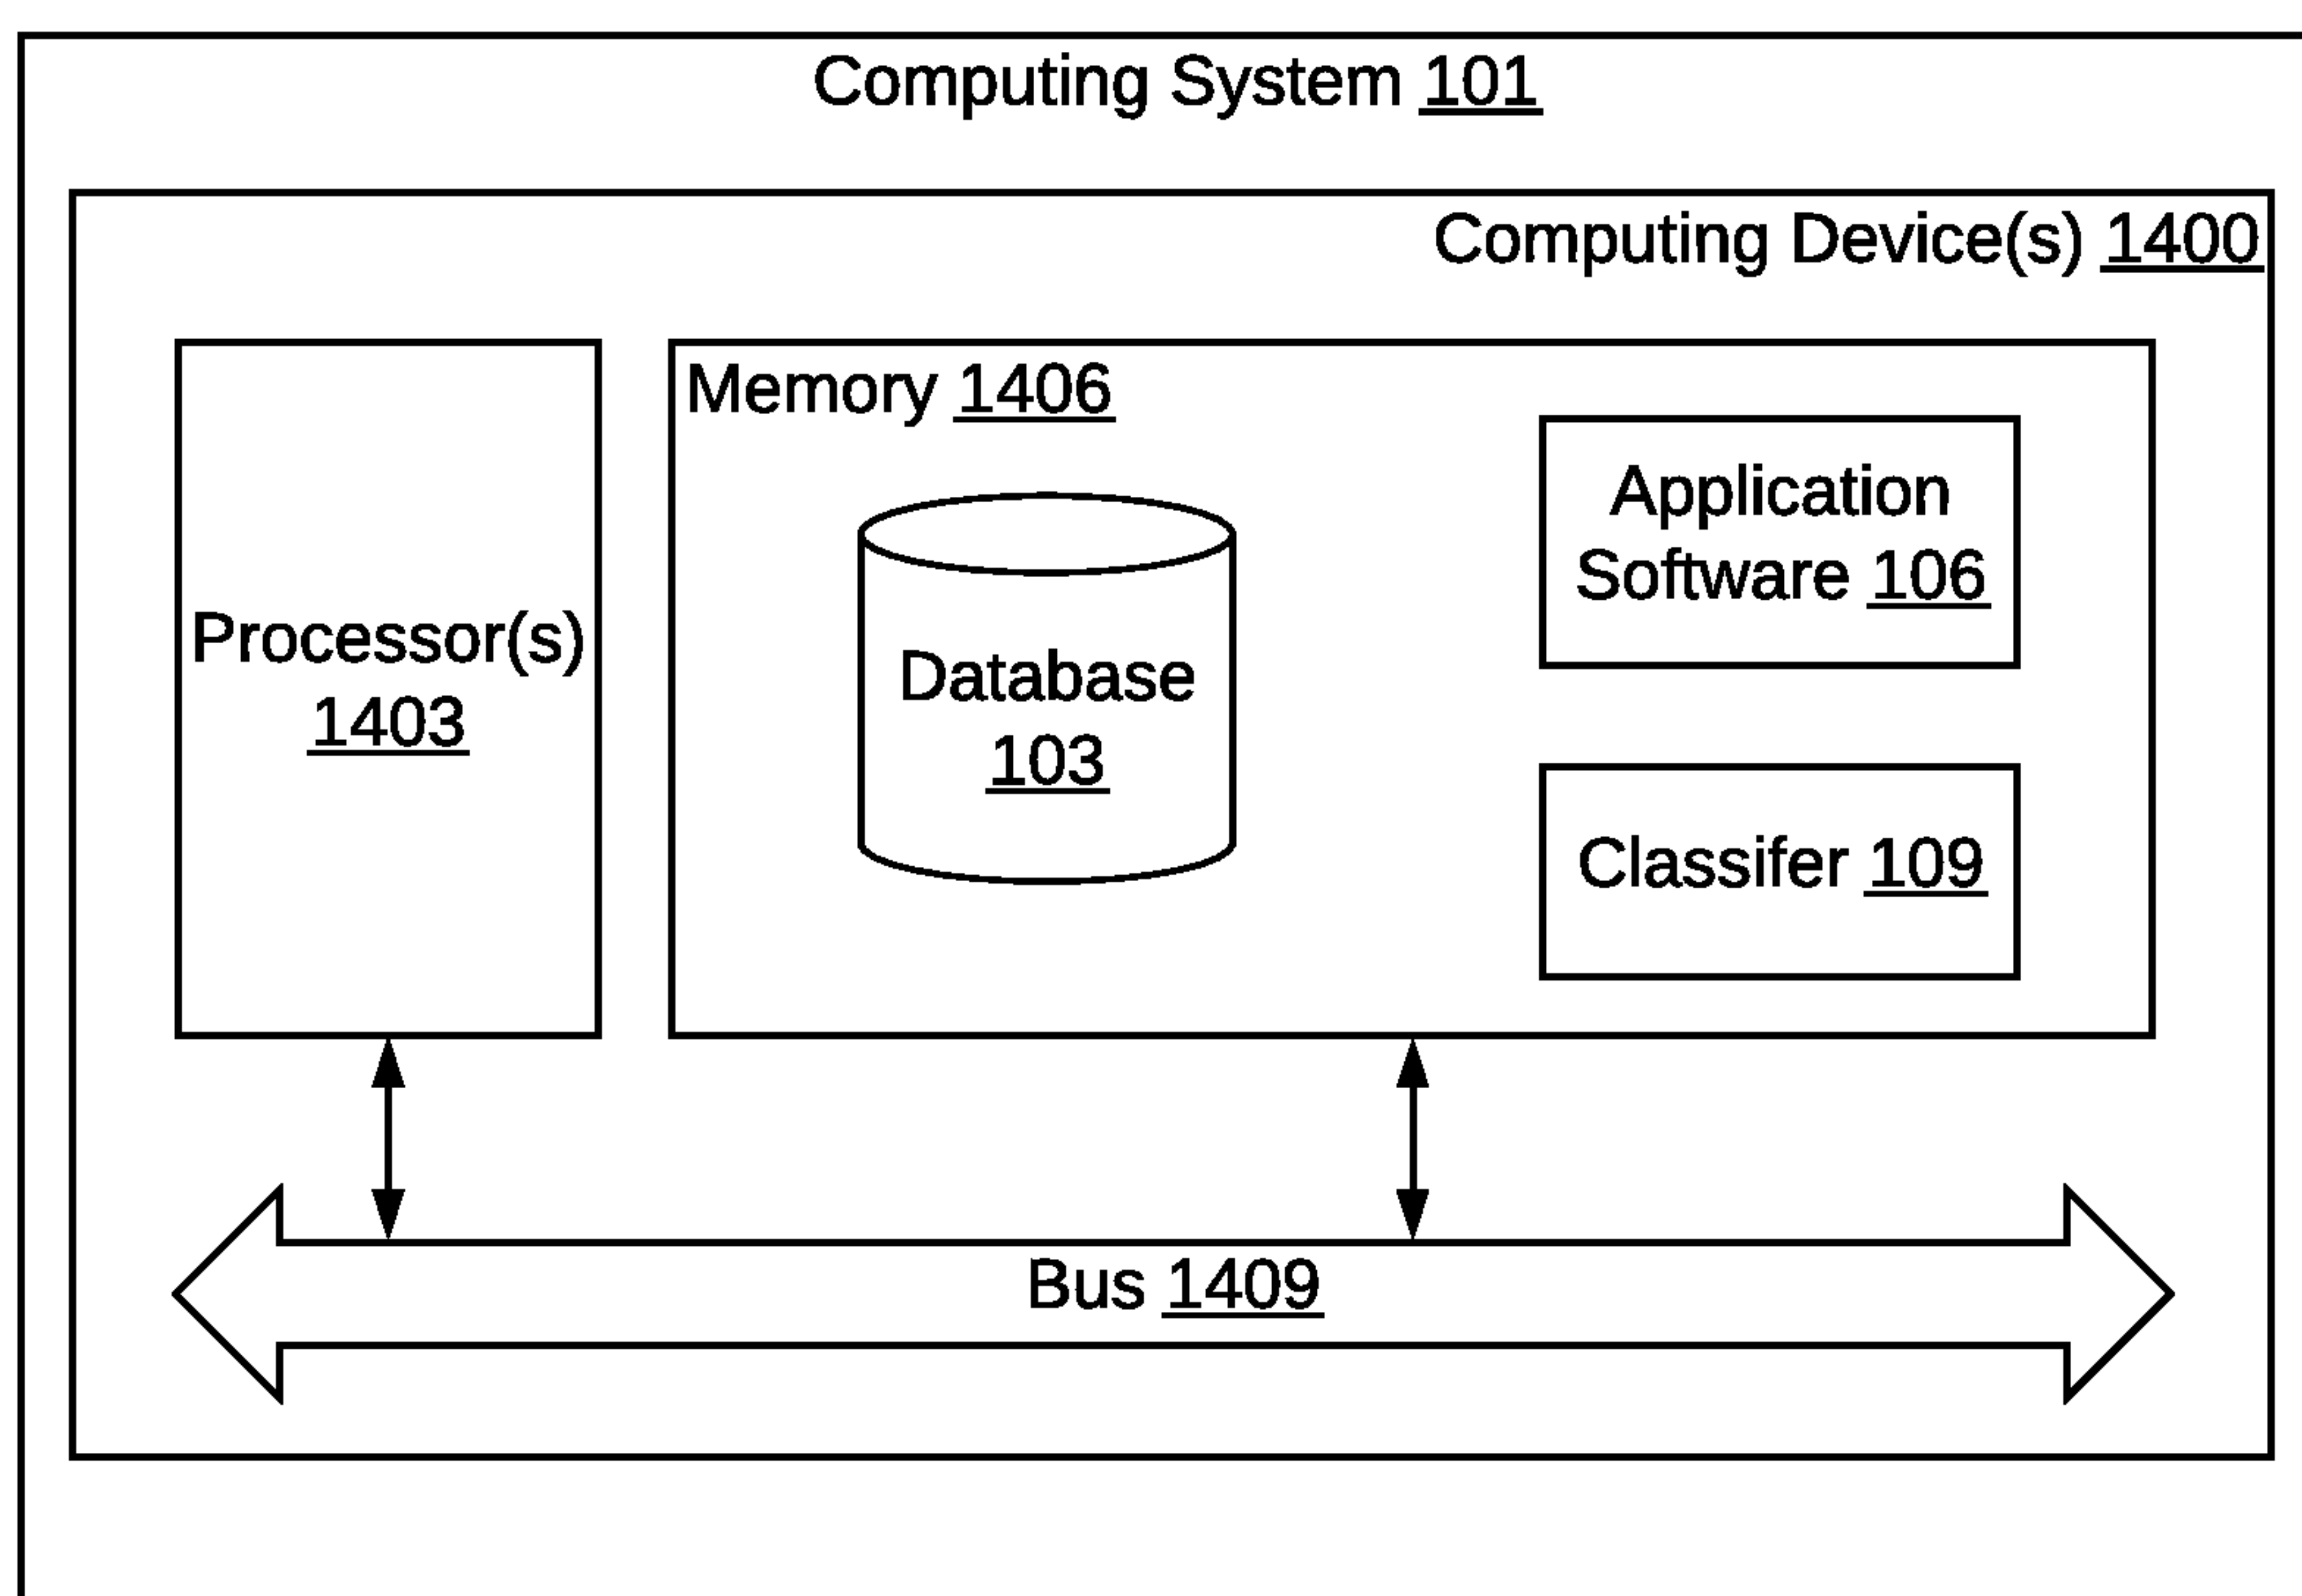 Computing System 101
Computing Device(s) 1400
Memory 1406
Application
Software 106
Processor(s)
1403
Database
103
Classifer 109
Bus 1409